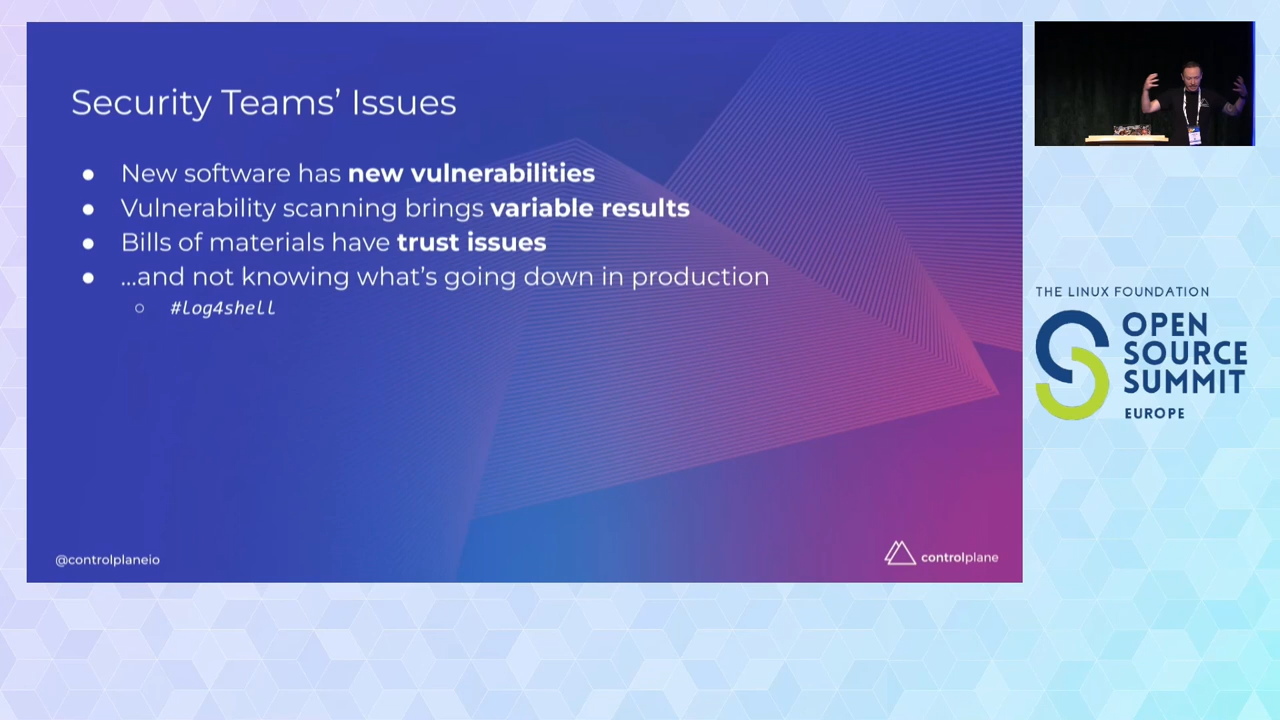 Security Teams’ Issues
● New software has new vulnerabilities
● Vulnerability scanning brings variable results
● Bills of materials have trust issues
● …and not knowing what’s going down in production
○ #log4shell
@controlplaneio
controlplane
THE LINUX FOUNDATION
OPEN
SOURCE
SUMMIT
EUROPE